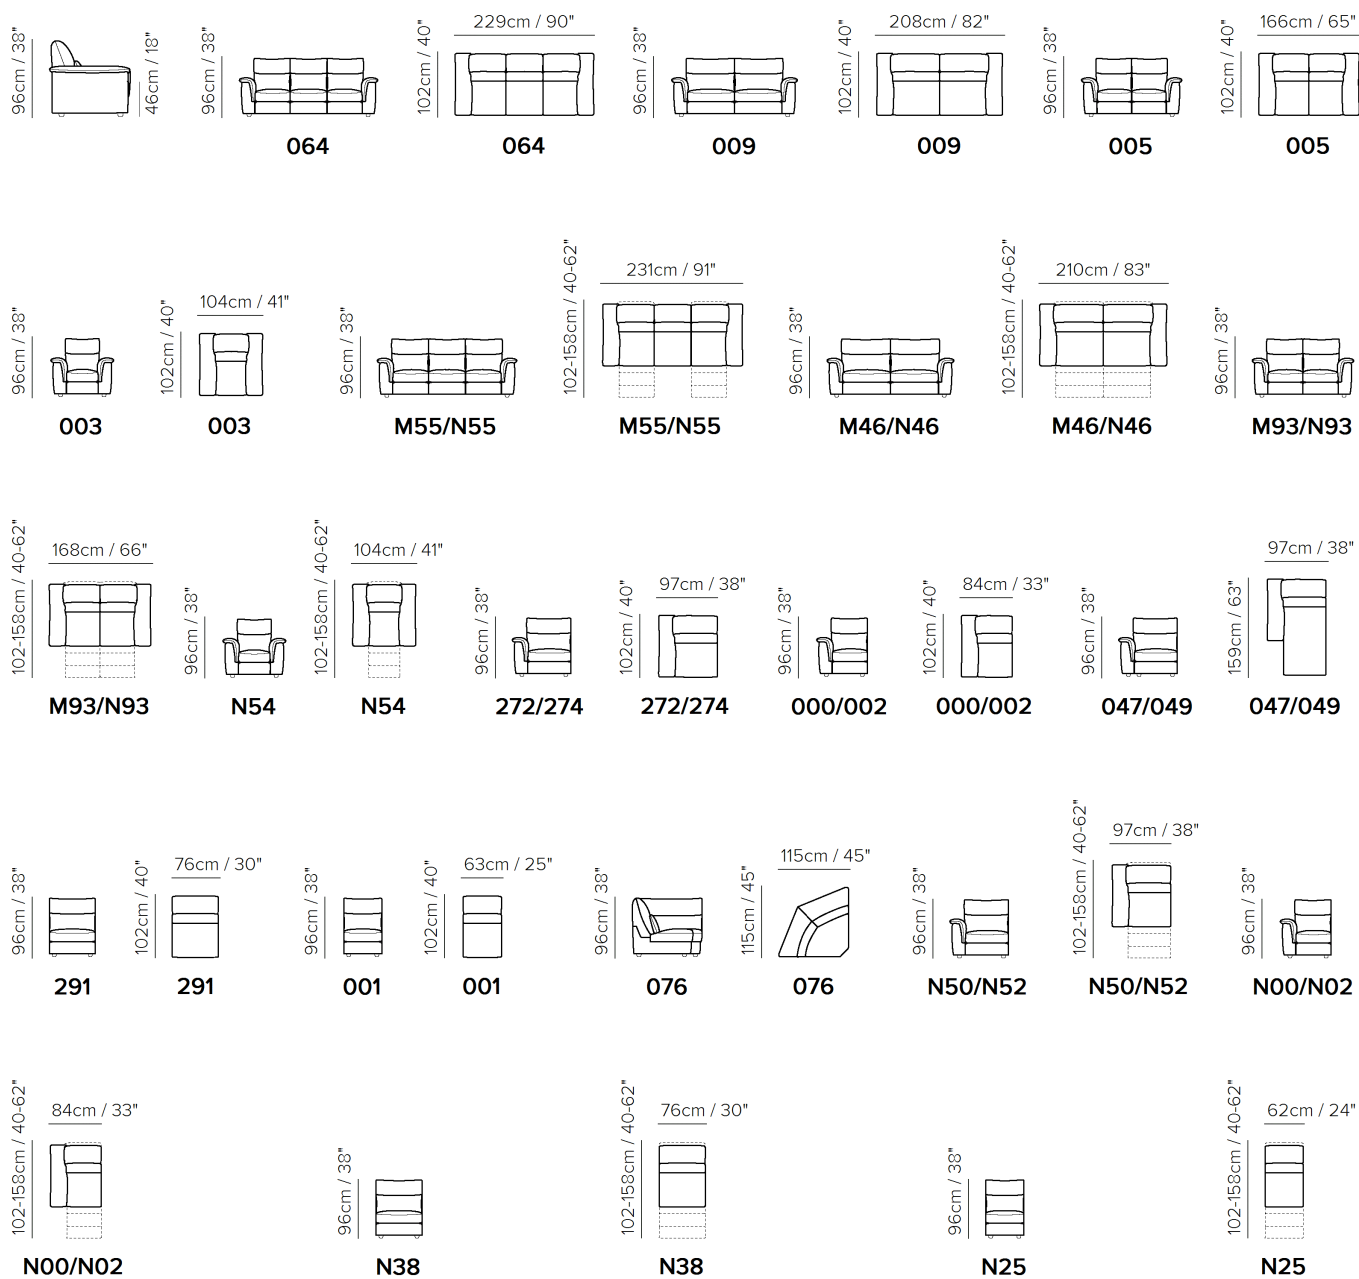 96cm / 38"
46cm / 18"
96cm / 38"
064
229cm / 90"
102cm / 40"
064
96cm / 38"
009
208cm / 82"
102cm / 40"
009
96cm / 38"
005
166cm / 65"
102cm / 40"
005
96cm / 38"
003
104cm / 41"
102cm / 40"
003
96cm / 38"
M55/N55
231cm / 91"
102-158cm / 40-62"
M55/N55
96cm / 38"
M46/N46
210cm / 83"
102-158cm / 40-62"
M46/N46
96cm / 38"
M93/N93
168cm / 66"
102-158cm / 40-62"
M93/N93
96cm / 38"
N54
104cm / 41"
102-158cm / 40-62"
N54
96cm / 38"
272/274
97cm / 38"
102cm / 40"
272/274
96cm / 38"
000/002
84cm / 33"
102cm / 40"
000/002
96cm / 38"
047/049
97cm / 38"
159cm / 63"
047/049
96cm / 38"
291
76cm / 30"
102cm / 40"
291
96cm / 38"
001
63cm / 25"
102cm / 40"
001
96cm / 38"
076
115cm / 45"
115cm / 45"
076
96cm / 38"
N50/N52
97cm / 38"
102-158cm / 40-62"
N50/N52
96cm / 38"
N00/N02
84cm / 33"
102-158cm / 40-62"
N00/N02
96cm / 38"
N38
76cm / 30"
102-158cm / 40-62"
N38
96cm / 38"
N25
62cm / 24"
102-158cm / 40-62"
N25